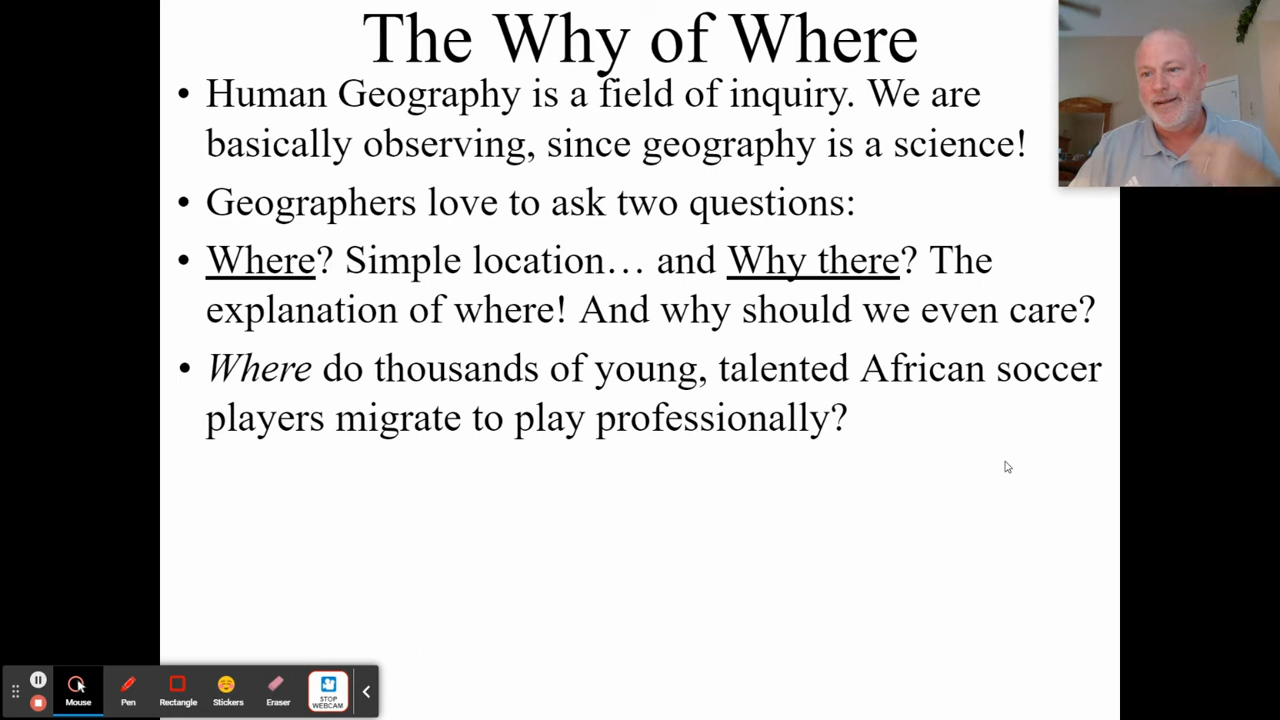 The Why of Where
• Human Geography is a field of inquiry. We are
basically observing, since geography is a science!
• Geographers love to ask two questions:
• Where? Simple location… and Why there? The
explanation of where! And why should we even care?
• Where do thousands of young, talented African soccer
players migrate to play professionally?
Mouse
Pen
Rectangle
Stickers
Eraser
STOP
WEBCAM